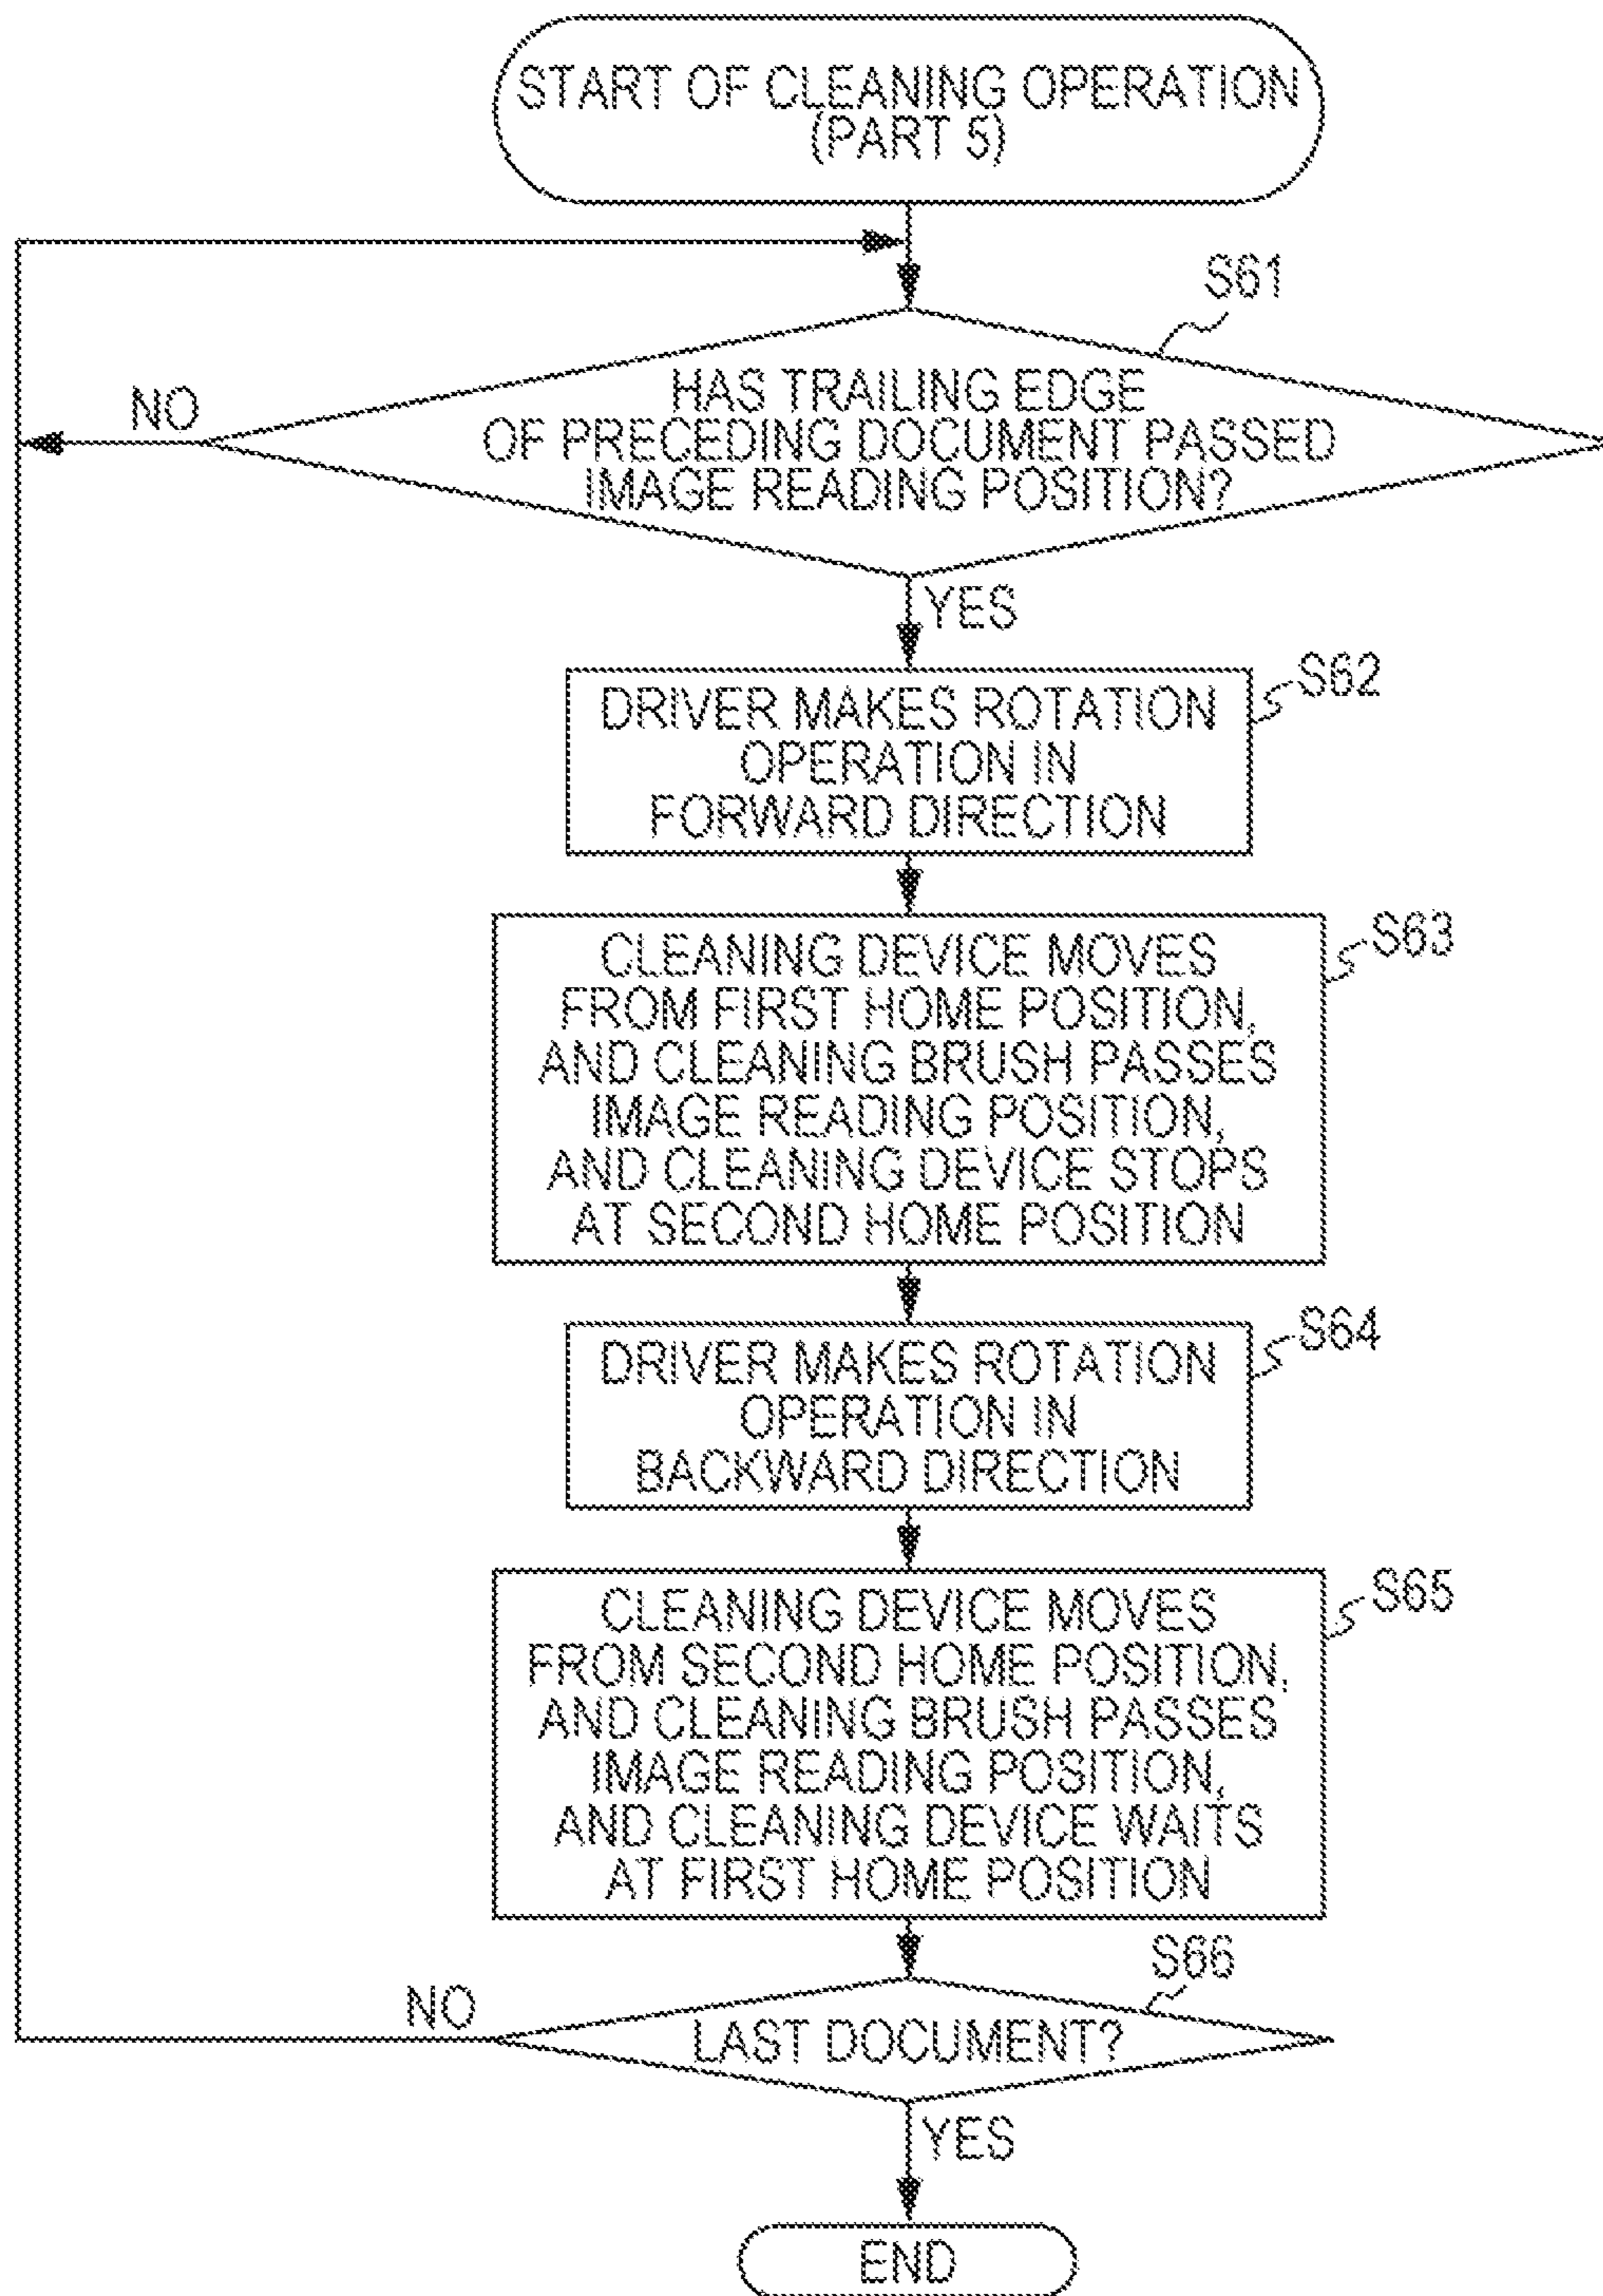 START OF CLEANING OPERATION
(PART 5)
S61
HAS TRAILING EDGE
OF PRECEDING DOCUMENT PASSED
IMAGE READING POSITION?
NO
YES
S62
DRIVER MAKES ROTATION
OPERATION IN
FORWARD DIRECTION
S63
CLEANING DEVICE MOVES
FROM FIRST HOME POSITION,
AND CLEANING BRUSH PASSES
IMAGE READING POSITION,
AND CLEANING DEVICE STOPS
AT SECOND HOME POSITION
S64
DRIVER MAKES ROTATION
OPERATION IN
BACKWARD DIRECTION
S65
CLEANING DEVICE MOVES
FROM SECOND HOME POSITION,
AND CLEANING BRUSH PASSES
IMAGE READING POSITION,
AND CLEANING DEVICE WAITS
AT FIRST HOME POSITION
S66
NO
LAST DOCUMENT?
YES
END